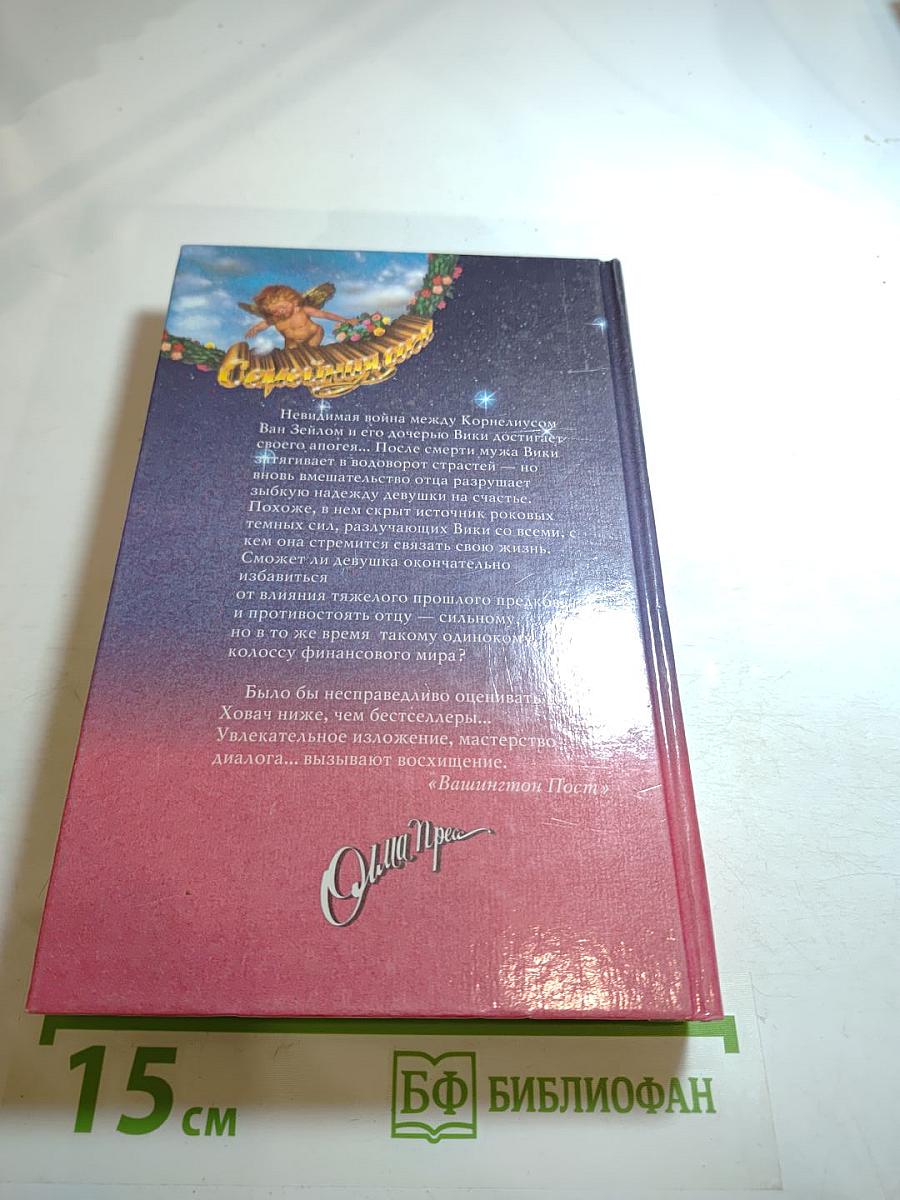 Семейная
Невидимая война между Корнелиусом
Ван Зейлом и его дочерью Вики достигает
своего апогея... После смерти мужа Вики
затягивает в водоворот страстей — но
вновь вмешательство отца разрушает
зыбкую надежду девушки на счастье.
Похоже, в нем скрыт источник роковых
темных сил, разлучающих Вики со всеми, с
кем она стремится связать свою жизнь.
Сможет ли девушка окончательно
избавиться
от влияния тяжелого прошлого предков
и противостоять отцу — сильному,
но в то же время такому одинокому
колоссу финансового мира?
Было бы несправедливо оценивать
Ховач ниже, чем бестселлеры...
Увлекательное изложение, мастерство
диалога... вызывают восхищение.
«Вашингтон Пост»
Олма Пресс
15 см
БФ БИБЛИОФАН